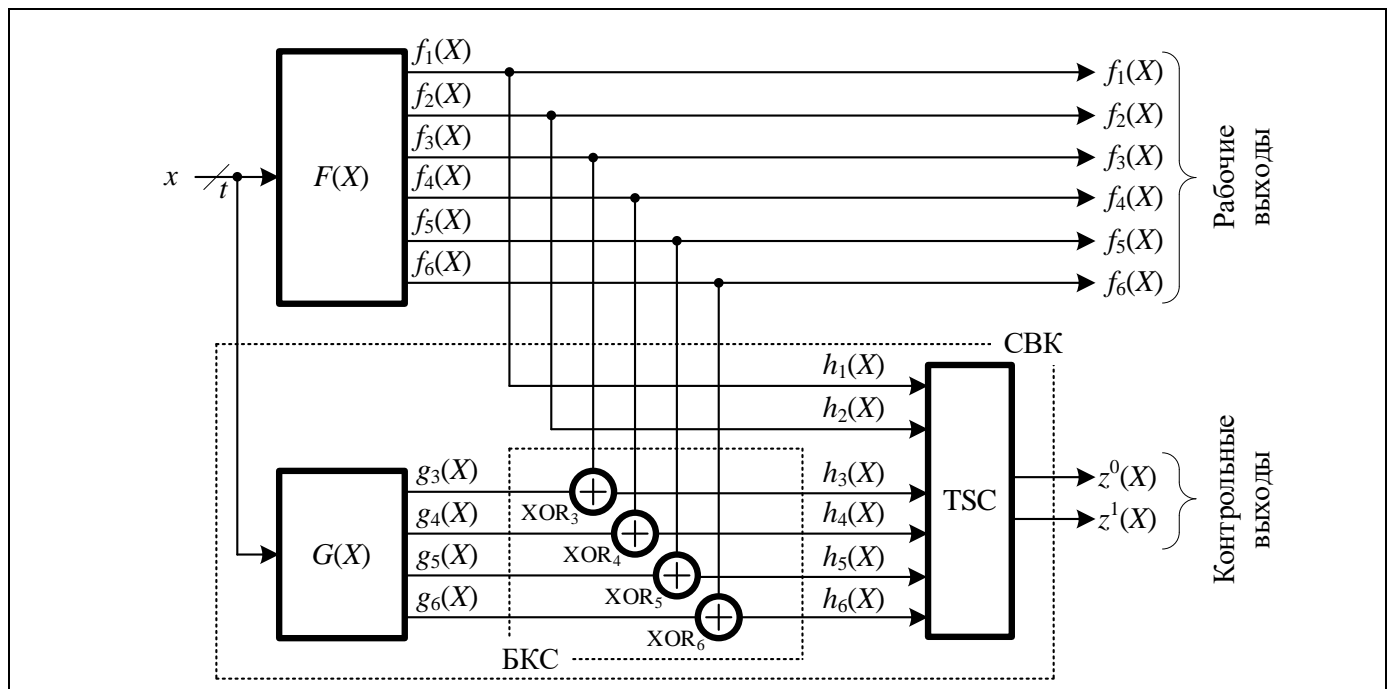 f₁(X)
f₂(X)
f₃(X)
f₄(X)
f₅(X)
f₆(X)
x
t
F(X)
f₁(X)
f₂(X)
f₃(X)
f₄(X)
f₅(X)
f₆(X)
Рабочие
выходы
СВК
h₁(X)
h₂(X)
h₃(X)
h₄(X)
h₅(X)
h₆(X)
TSC
z⁰(X)
z¹(X)
Контрольные
выходы
G(X)
g₃(X)
g₄(X)
g₅(X)
g₆(X)
XOR₃
XOR₄
XOR₅
XOR₆
БКС